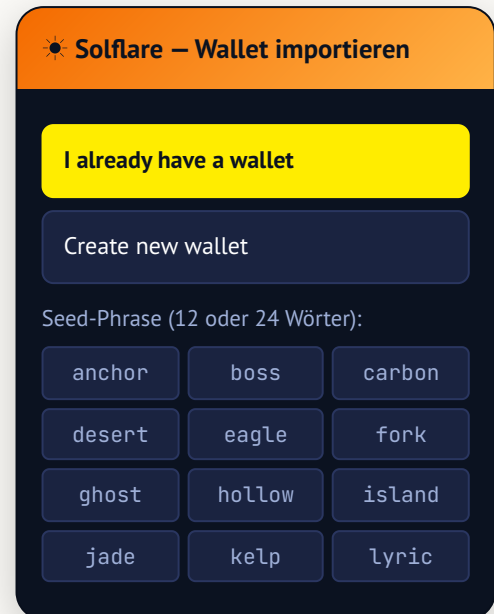 ☀ Solflare — Wallet importieren
I already have a wallet
Create new wallet
Seed-Phrase (12 oder 24 Wörter):
anchor boss carbon
desert eagle fork
ghost hollow island
jade kelp lyric